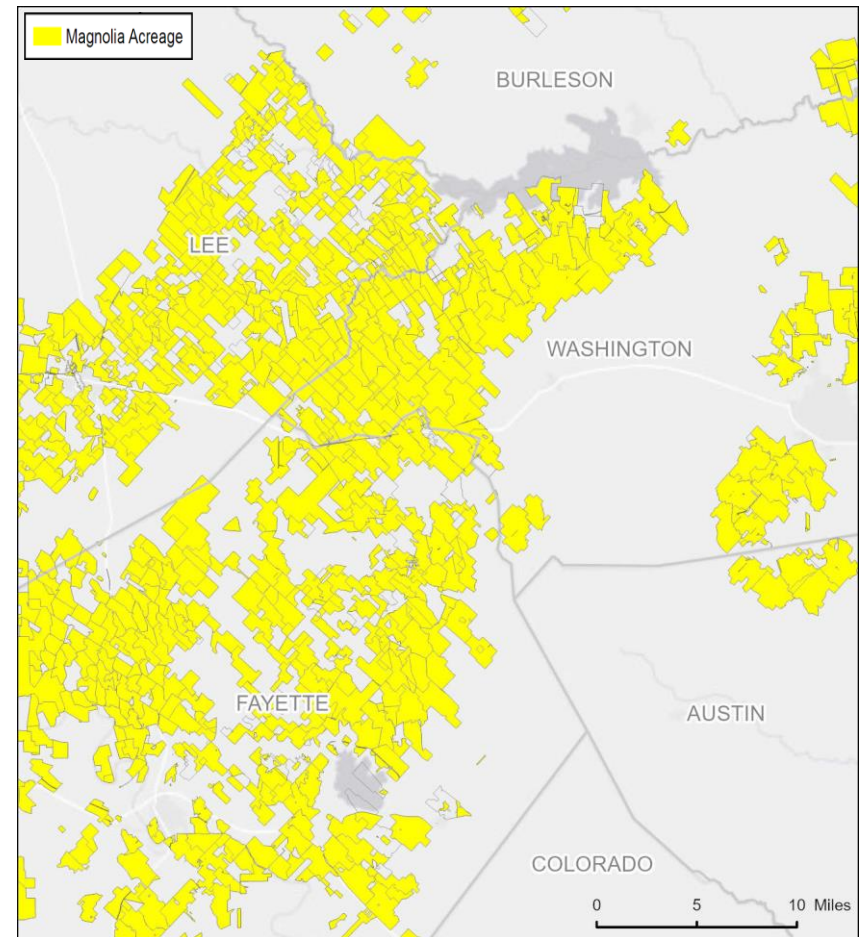 Magnolia Acreage
BURLESON
LEE
WASHINGTON
FAYETTE
AUSTIN
COLORADO
0 5 10 Miles